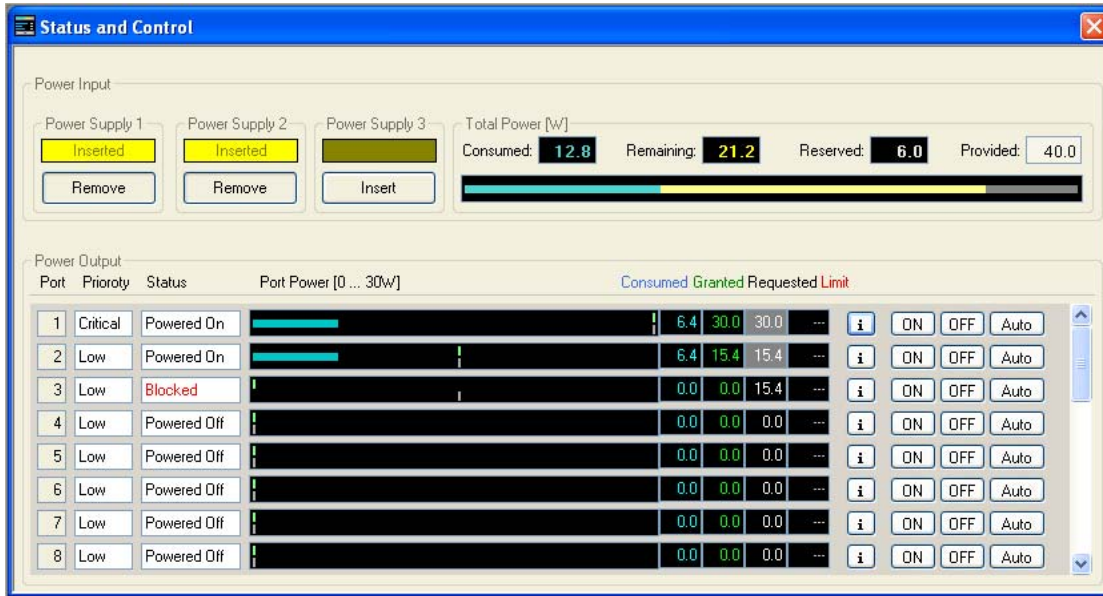 Status and Control
Power Input
Power Supply 1 Power Supply 2 Power Supply 3 Total Power [W]
Inserted Inserted Consumed: 12.8 Remaining: 21.2 Reserved: 6.0 Provided: 40.0
Remove Remove Insert
Power Output
Port Prioroty Status Port Power [0 ... 30W] Consumed Granted Requested Limit
1 Critical Powered On 6.4 30.0 30.0 --- i ON OFF Auto
2 Low Powered On 6.4 15.4 15.4 --- i ON OFF Auto
3 Low Blocked 0.0 0.0 15.4 --- i ON OFF Auto
4 Low Powered Off 0.0 0.0 0.0 --- i ON OFF Auto
5 Low Powered Off 0.0 0.0 0.0 --- i ON OFF Auto
6 Low Powered Off 0.0 0.0 0.0 --- i ON OFF Auto
7 Low Powered Off 0.0 0.0 0.0 --- i ON OFF Auto
8 Low Powered Off 0.0 0.0 0.0 --- i ON OFF Auto